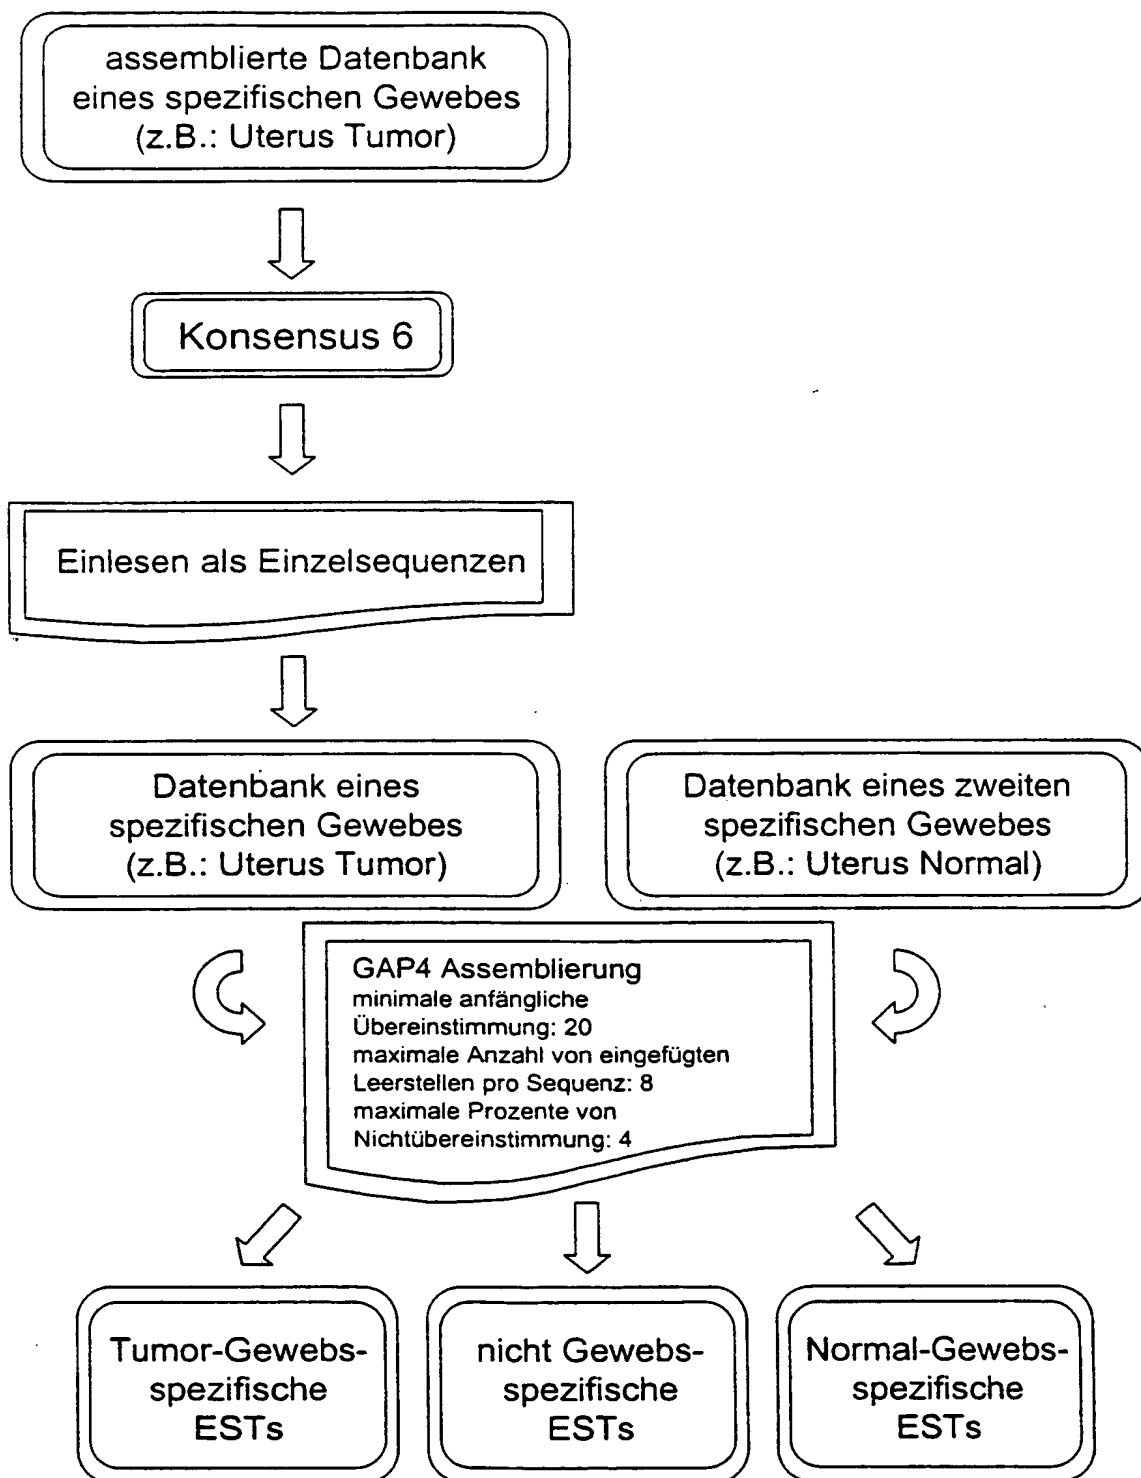 assemblierte Datenbank
eines spezifischen Gewebes
(z.B.: Uterus Tumor)
Konsensus 6
Einlesen als Einzelsequenzen
Datenbank eines
spezifischen Gewebes
(z.B.: Uterus Tumor)
Datenbank eines zweiten
spezifischen Gewebes
(z.B.: Uterus Normal)
GAP4 Assemblierung
minimale anfängliche
Übereinstimmung: 20
maximale Anzahl von eingefügten
Leerstellen pro Sequenz: 8
maximale Prozente von
Nichtübereinstimmung: 4
Tumor-Gewebs-
spezifische
ESTs
nicht Gewebs-
spezifische
ESTs
Normal-Gewebs-
spezifische
ESTs